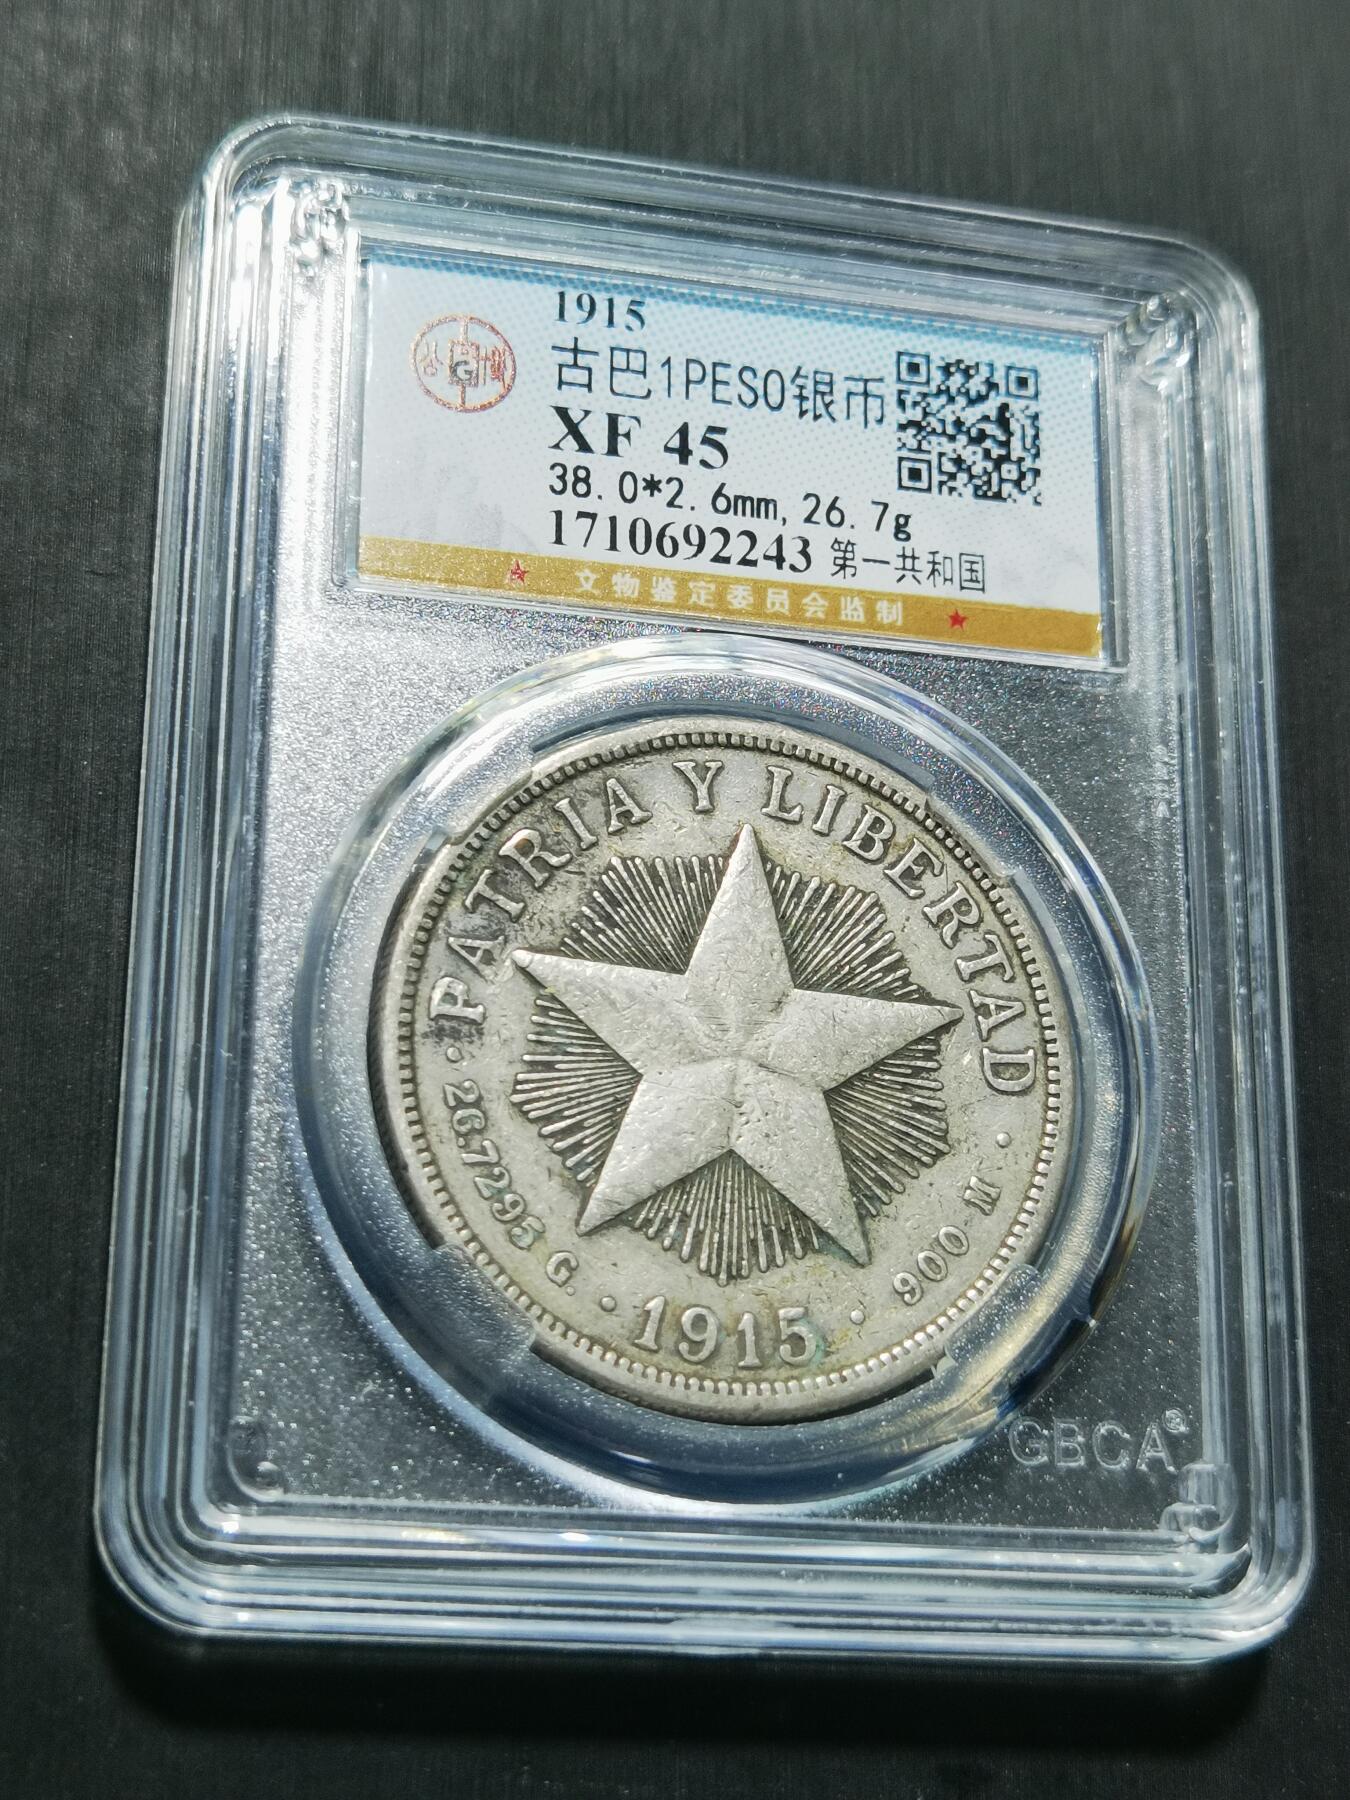 1915
古巴1PESO银币
XF 45
38.0*2.6mm,26.7g
1710692243 第一共和国
★ 文物鉴定委员会监制 ★
公 G 博
PATRIA Y LIBERTAD
· 26.7295 G. · 1915 · 900 M ·
GBCA®